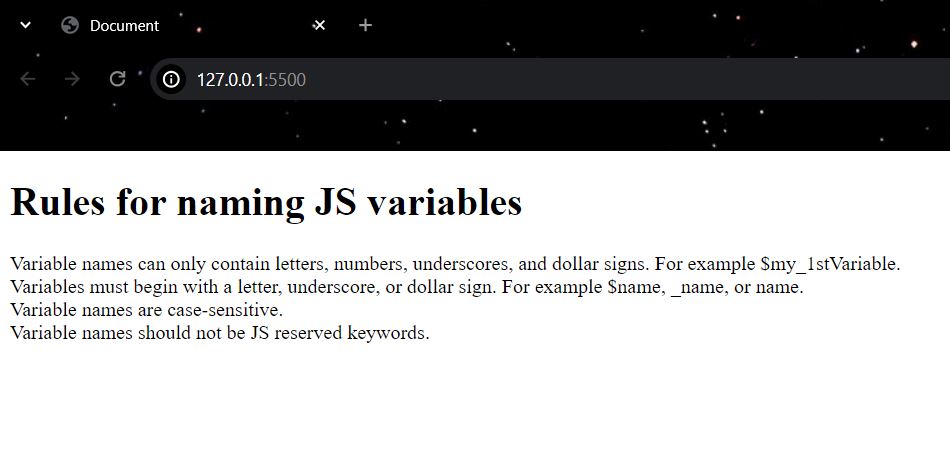 Document
127.0.0.1:5500
Rules for naming JS variables
Variable names can only contain letters, numbers, underscores, and dollar signs. For example $my_1stVariable.
Variables must begin with a letter, underscore, or dollar sign. For example $name, _name, or name.
Variable names are case-sensitive.
Variable names should not be JS reserved keywords.